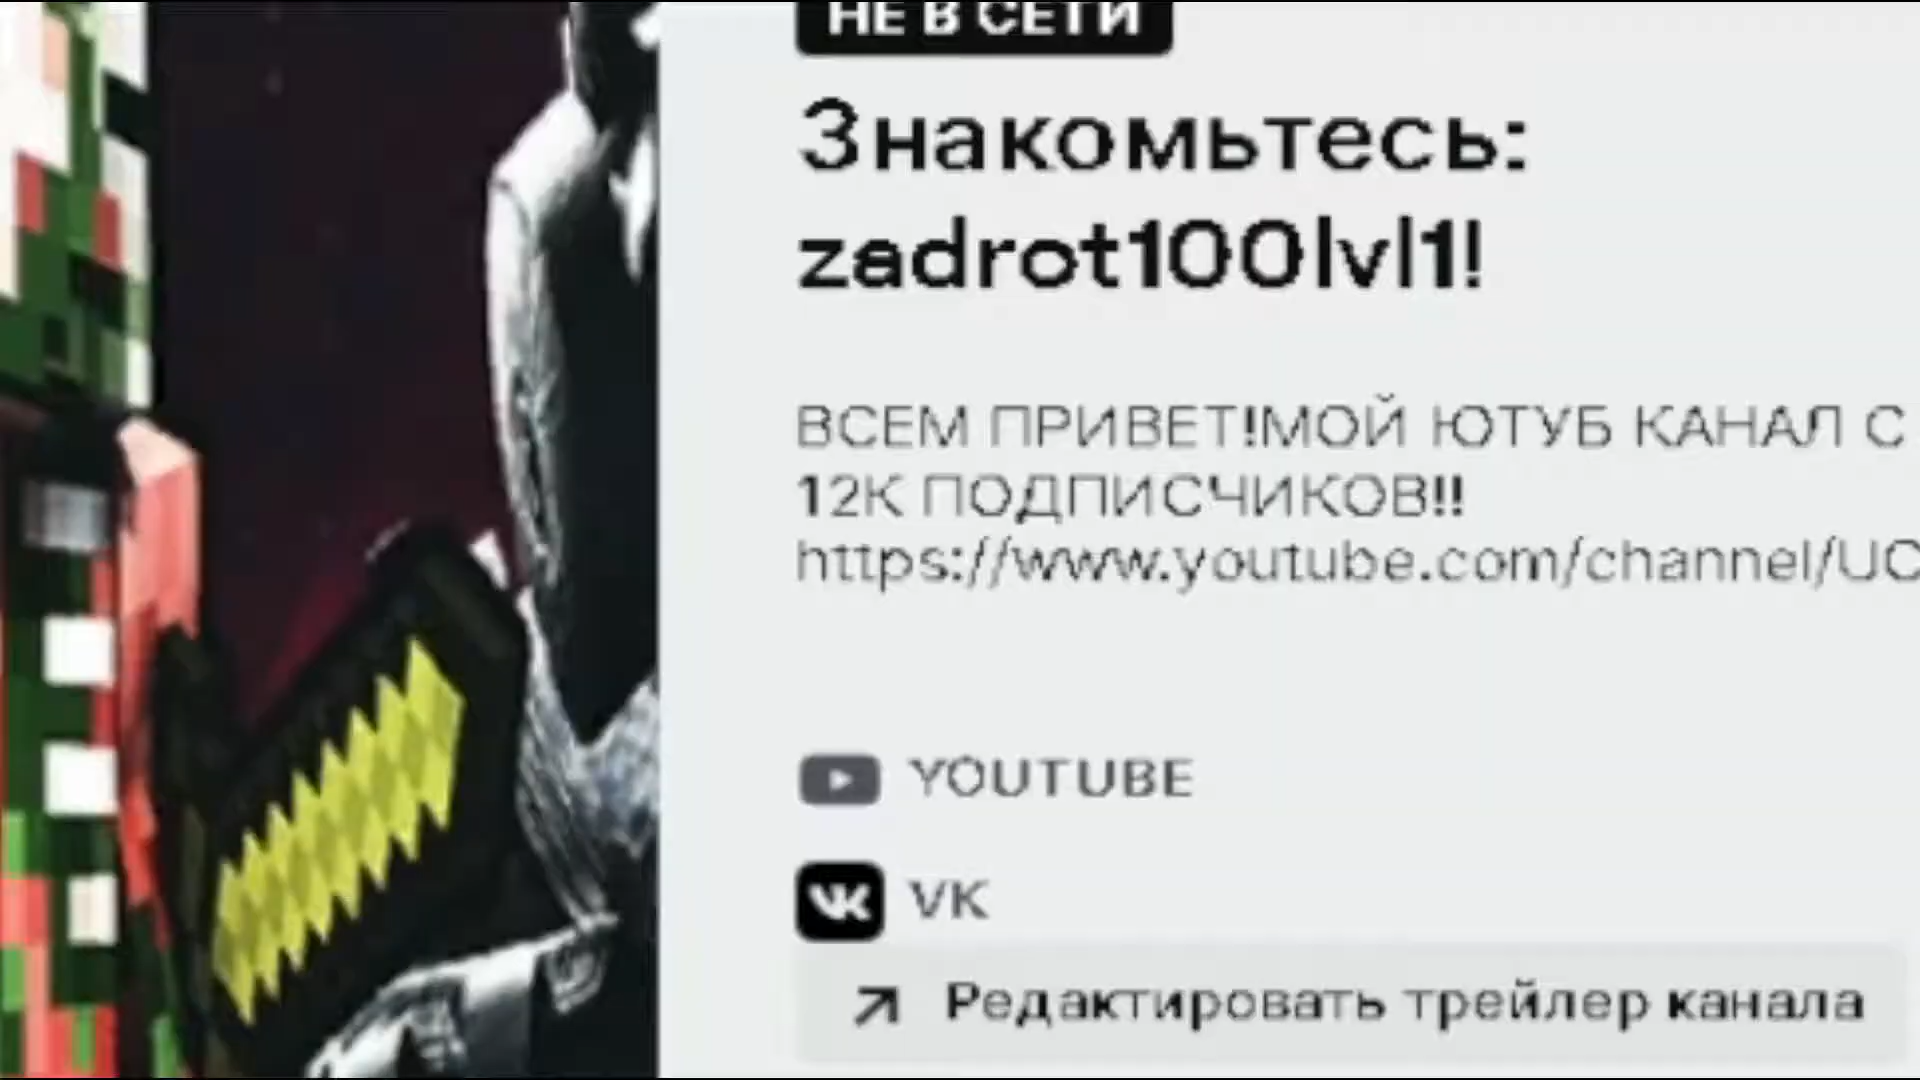 НЕ В СЕТИ
Знакомьтесь:
zadrot100lvl1!
ВСЕМ ПРИВЕТ!МОЙ ЮТУБ КАНАЛ С
12К ПОДПИСЧИКОВ!!
https://www.youtube.com/channel/UC
YOUTUBE
VK
Редактировать трейлер канала